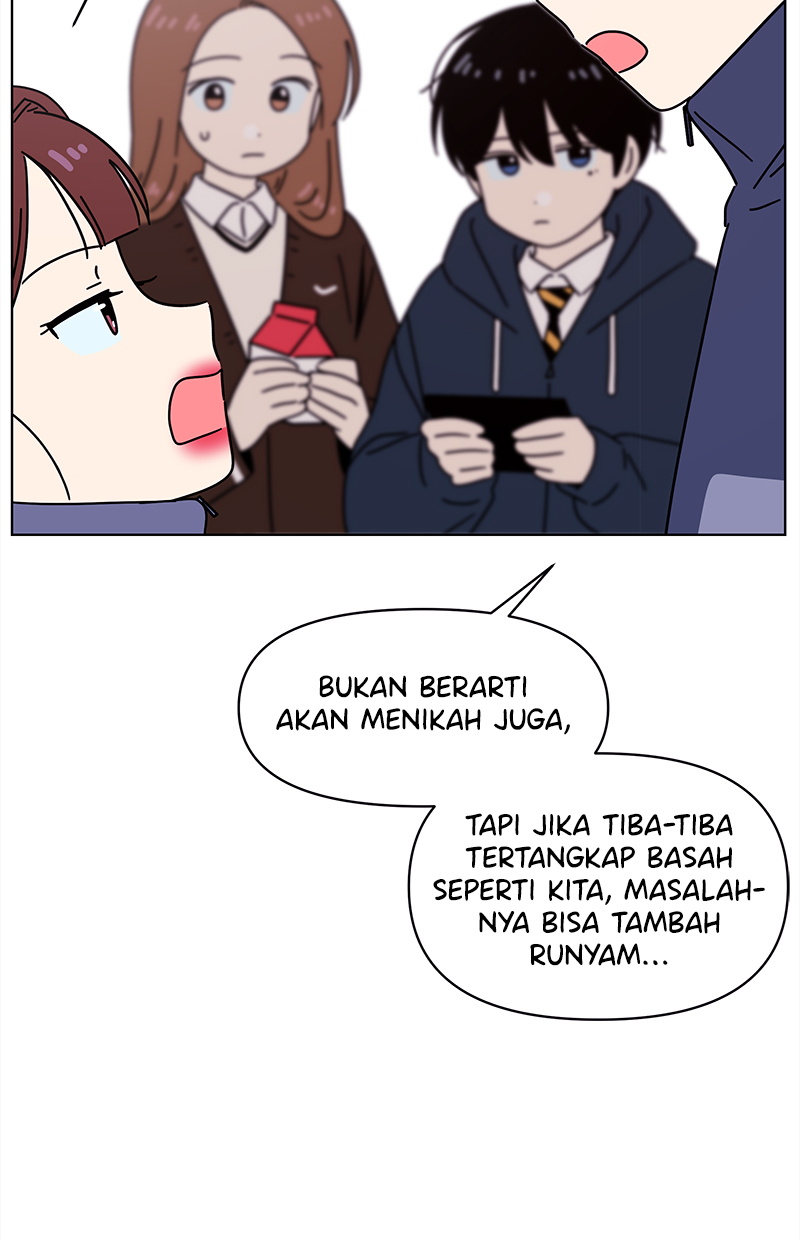 BUKAN BERARTI
AKAN MENIKAH JUGA,
TAPI JIKA TIBA-TIBA
TERTANGKAP BASAH
SEPERTI KITA, MASALAH-
NYA BISA TAMBAH
RUNYAM...